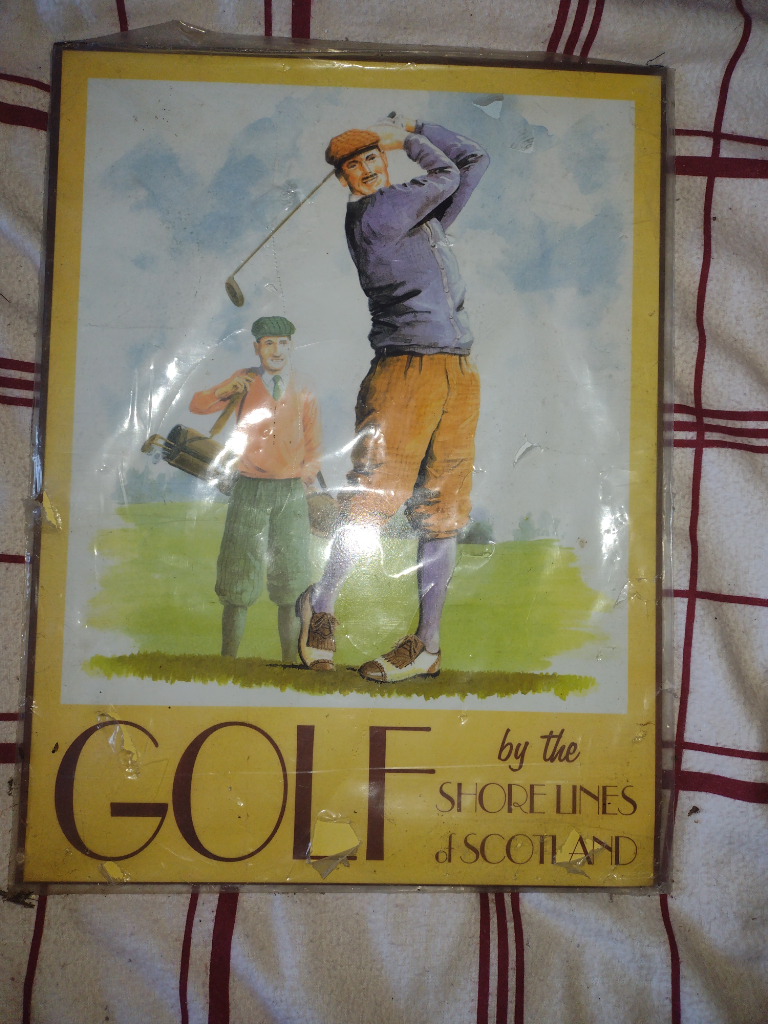 GOLF
by the
SHORE LINES
of SCOTLAND